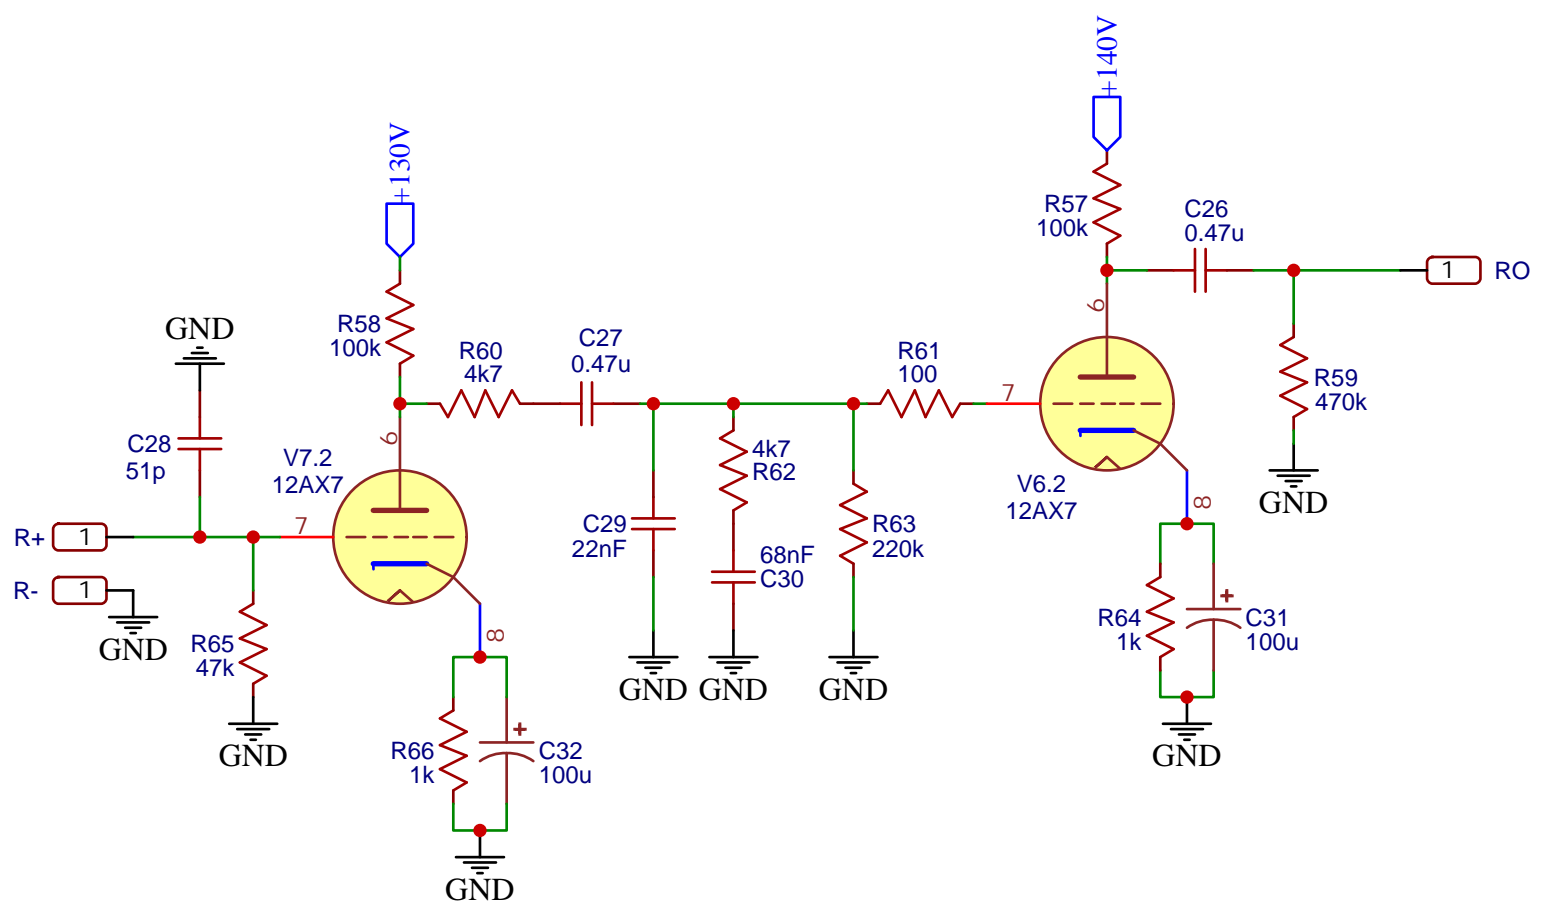 +140V
R57
100k
C26
0.47u
6
1
RO
+130V
R58
100k
R60
4k7
C27
0.47u
R61
100
7
R59
470k
GND
GND
C28
51p
V7.2
12AX7
6
4k7
R62
V6.2
12AX7
8
R+
1
7
C29
22nF
68nF
C30
R63
220k
R-
1
GND
R65
47k
GND
8
GND
GND
GND
R64
1k
+
C31
100u
GND
R66
1k
+
C32
100u
GND